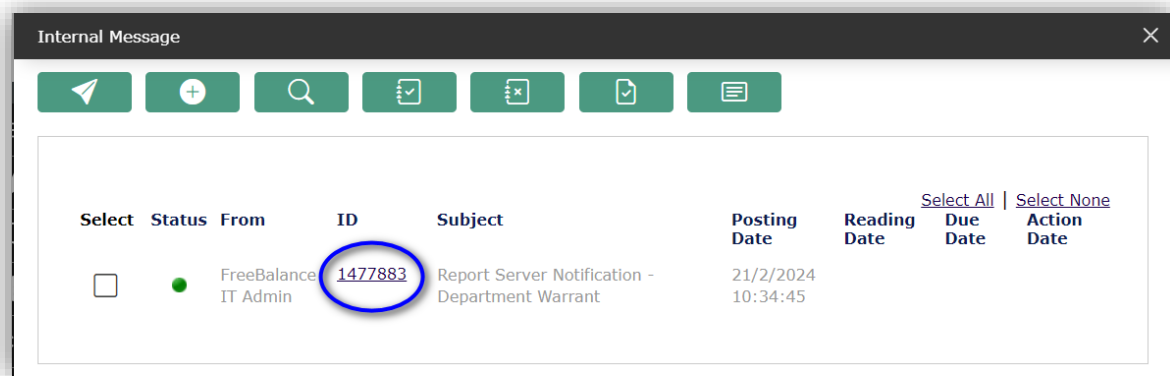 Internal Message
Select All | Select None
Select Status From ID Subject Posting Date Reading Date Due Date Action Date
FreeBalance IT Admin 1477883 Report Server Notification - Department Warrant 21/2/2024 10:34:45